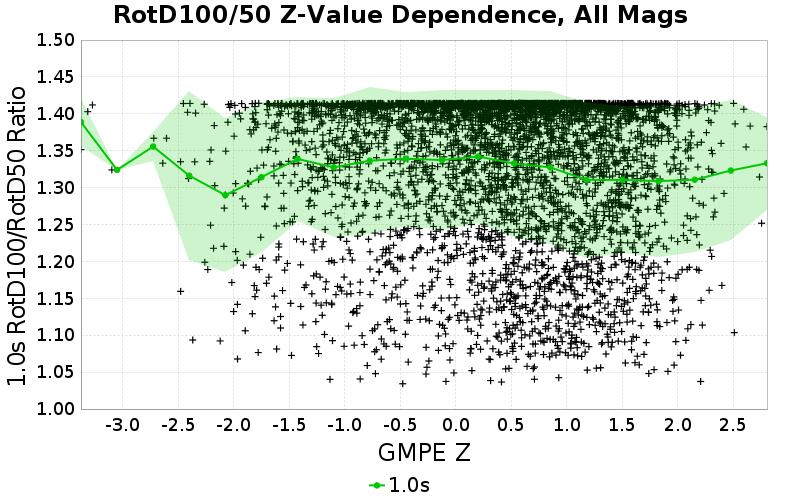 RotD100/50 Z-Value Dependence, All Mags
1.0s RotD100/RotD50 Ratio
1.50
1.45
1.40
1.35
1.30
1.25
1.20
1.15
1.10
1.05
1.00
-3.0 -2.5 -2.0 -1.5 -1.0 -0.5 0.0 0.5 1.0 1.5 2.0 2.5
GMPE Z
1.0s